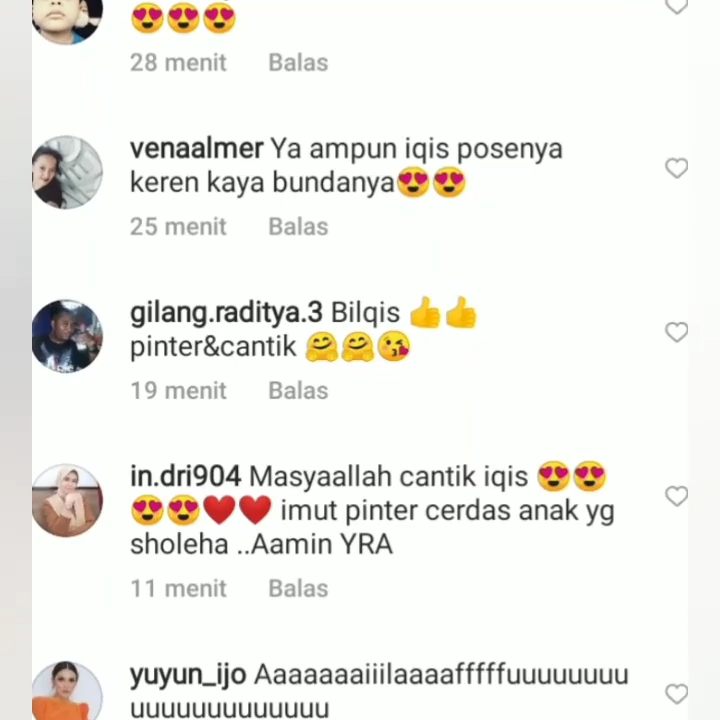 😍😍😍
28 menit Balas
venaalmer Ya ampun iqis posenya
keren kaya bundanya😍😍
25 menit Balas
gilang.raditya.3 Bilqis 👍👍
pinter&cantik 🤗🤗😘
19 menit Balas
in.dri904 Masyaallah cantik iqis 😍😍
😍😍❤️❤️ imut pinter cerdas anak yg
sholeha ..Aamin YRA
11 menit Balas
yuyun_ijo Aaaaaaaiiilaaaafffffuuuuuuuu
uuuuuuuuuuuuu